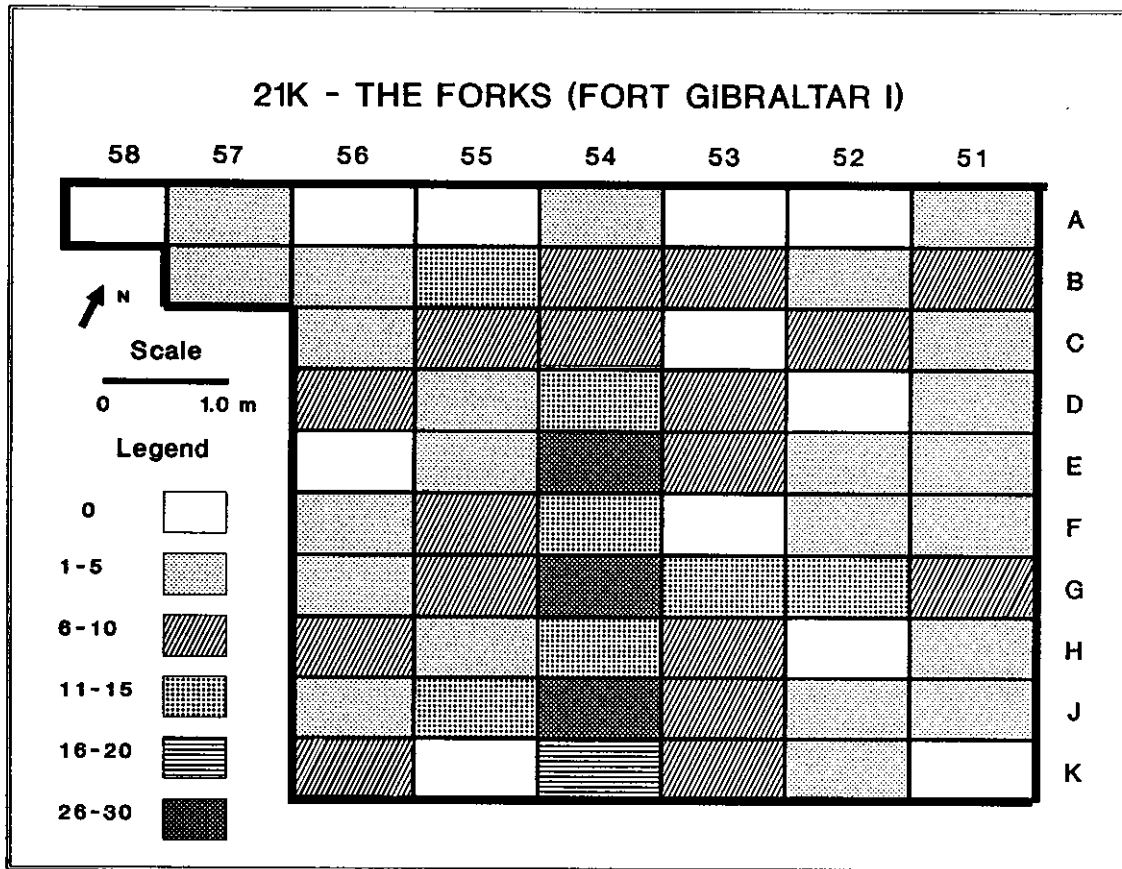 21K - THE FORKS (FORT GIBRALTAR I)
58 57 56 55 54 53 52 51
A
B
N
C
Scale
D
0 1.0 m
Legend
E
0
F
1-5
G
6-10
H
11-15
J
16-20
K
26-30